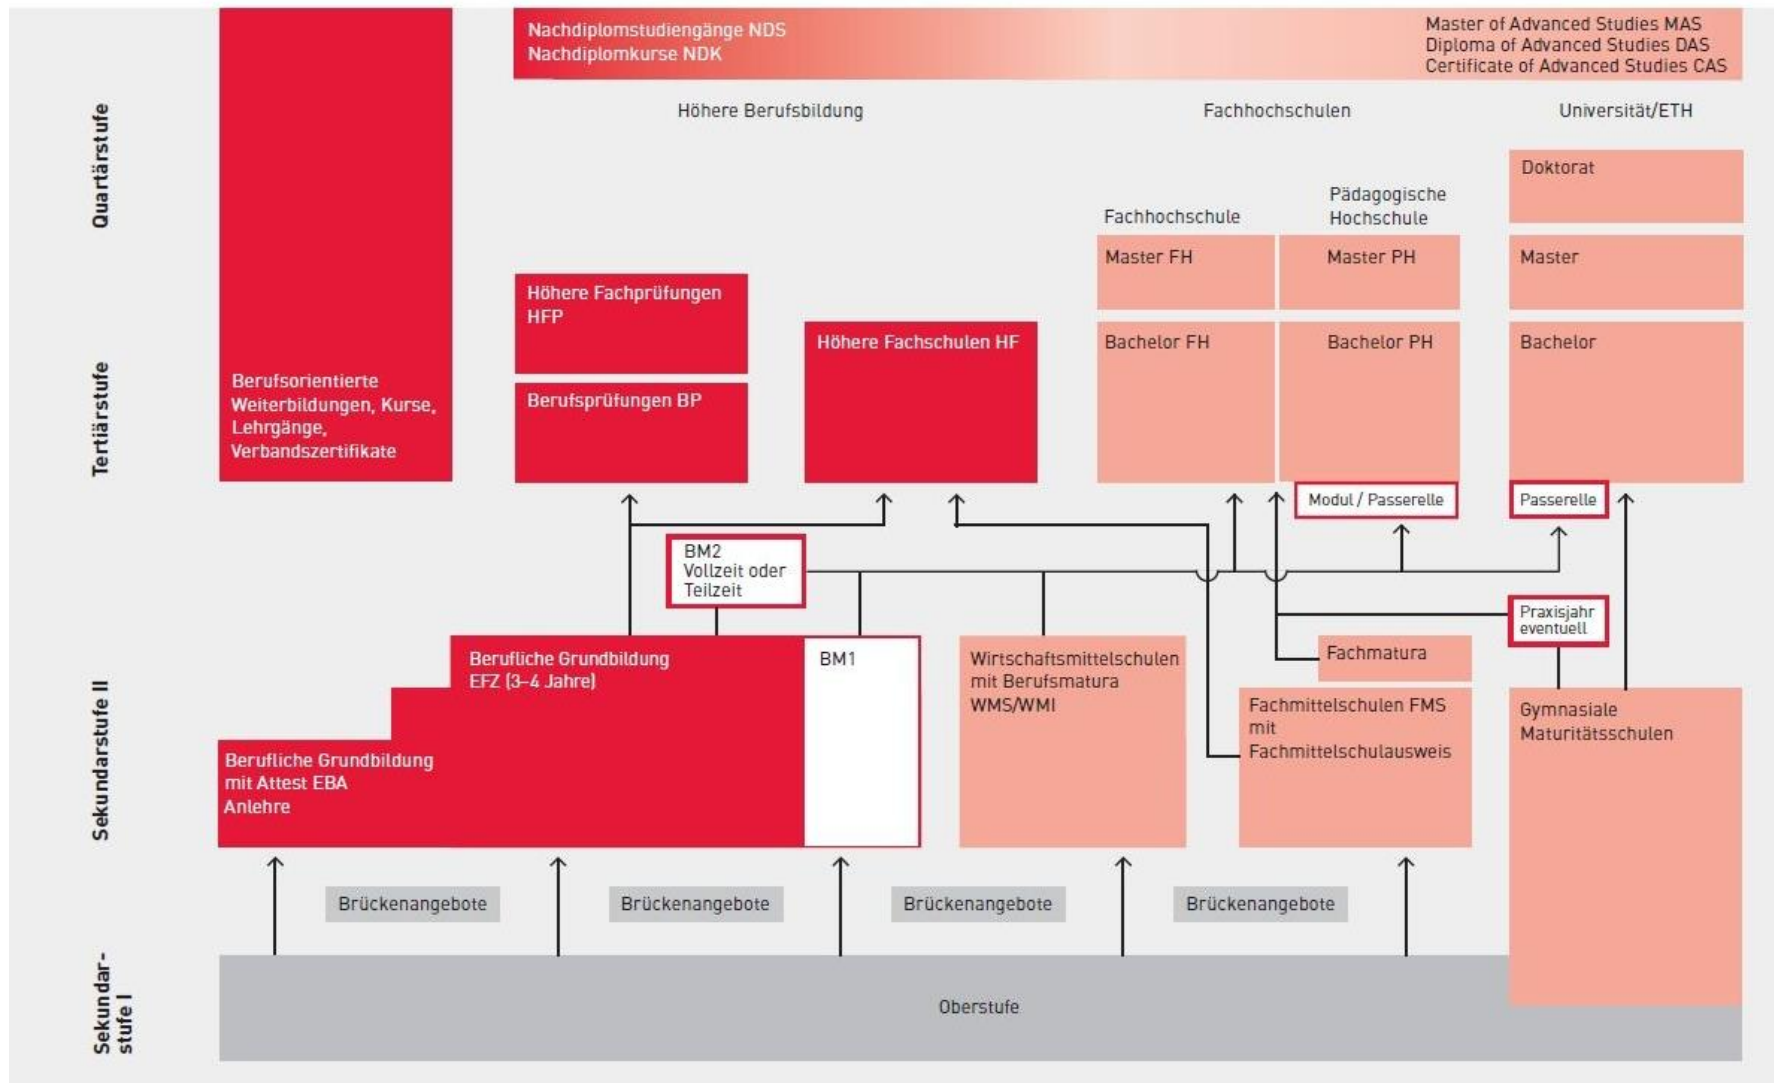 Nachdiplomstudiengänge NDS
Nachdiplomkurse NDK
Master of Advanced Studies MAS
Diploma of Advanced Studies DAS
Certificate of Advanced Studies CAS
Quartärstufe
Höhere Berufsbildung
Fachhochschulen
Universität/ETH
Doktorat
Fachhochschule
Pädagogische
Hochschule
Master FH
Master PH
Master
Höhere Fachprüfungen
HFP
Höhere Fachschulen HF
Bachelor FH
Bachelor PH
Bachelor
Tertiärstufe
Berufsorientierte
Weiterbildungen, Kurse,
Lehrgänge,
Verbandszertifikate
Berufsprüfungen BP
Modul / Passerelle
Passerelle
BM2
Vollzeit oder
Teilzeit
Praxisjahr
eventuell
Sekundarstufe II
Berufliche Grundbildung
EFZ (3–4 Jahre)
BM1
Wirtschaftsmittelschulen
mit Berufsmatura
WMS/WMI
Fachmatura
Fachmittelschulen FMS
mit
Fachmittelschulausweis
Gymnasiale
Maturitätsschulen
Berufliche Grundbildung
mit Attest EBA
Anlehre
Brückenangebote
Brückenangebote
Brückenangebote
Brückenangebote
Sekundar-
stufe I
Oberstufe